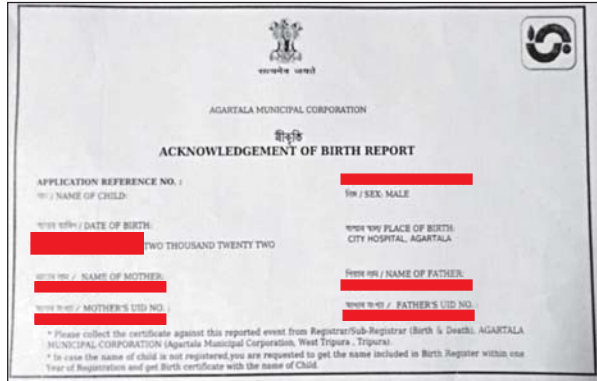 सत्यमेव जयते
AGARTALA MUNICIPAL CORPORATION
স্বীকৃতি
ACKNOWLEDGEMENT OF BIRTH REPORT
APPLICATION REFERENCE NO. :
/ NAME OF CHILD:
লিঙ্গ / SEX: MALE
/ DATE OF BIRTH:
TWO THOUSAND TWENTY TWO
PLACE OF BIRTH:
CITY HOSPITAL, AGARTALA
মাতার নাম / NAME OF MOTHER:
পিতার নাম / NAME OF FATHER:
/ MOTHER'S UID NO. :
/ FATHER'S UID NO. :
* Please collect the certificate against this reported event from Registrar/Sub-Registrar (Birth & Death), AGARTALA
MUNICIPAL CORPORATION (Agartala Municipal Corporation, West Tripura , Tripura).
* In case the name of child is not registered,you are requested to get the name included in Birth Register within one
Year of Registration and get Birth certificate with the name of Child.